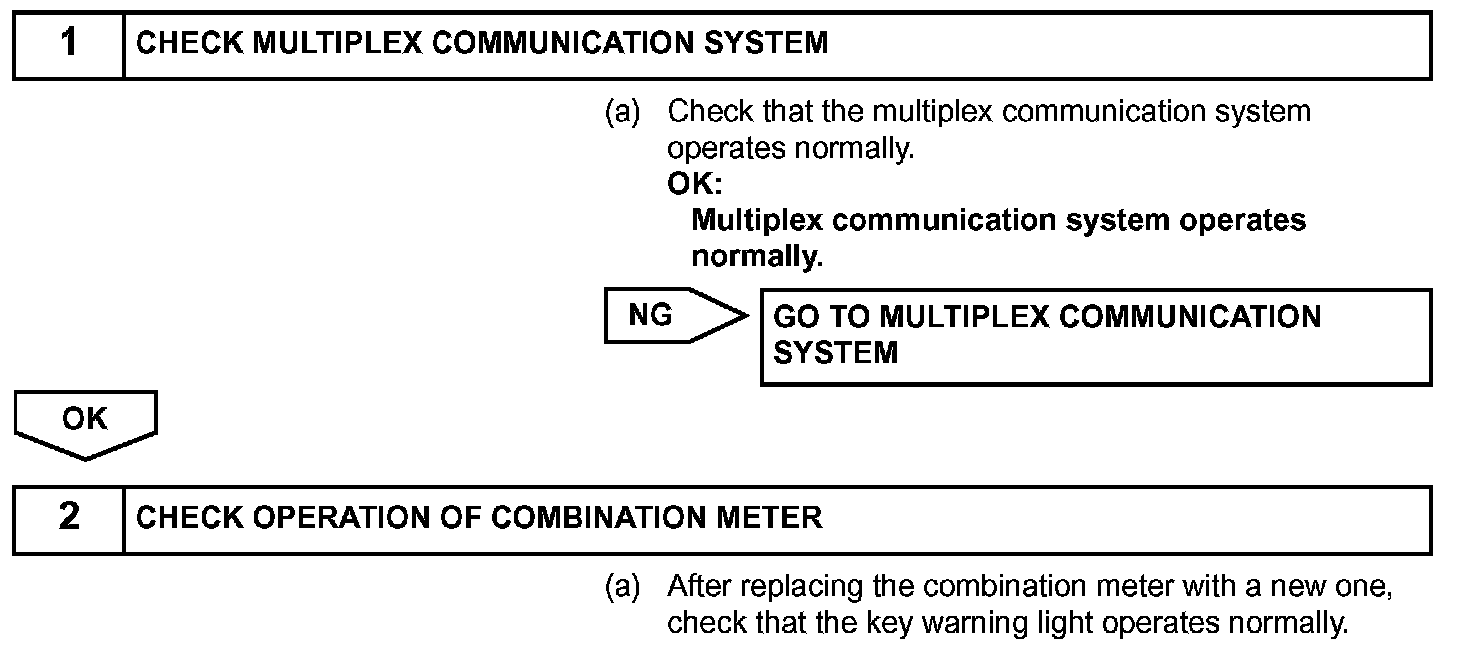 1 CHECK MULTIPLEX COMMUNICATION SYSTEM
(a) Check that the multiplex communication system
operates normally.
OK:
Multiplex communication system operates
normally.
NG
GO TO MULTIPLEX COMMUNICATION
SYSTEM
OK
2 CHECK OPERATION OF COMBINATION METER
(a) After replacing the combination meter with a new one,
check that the key warning light operates normally.